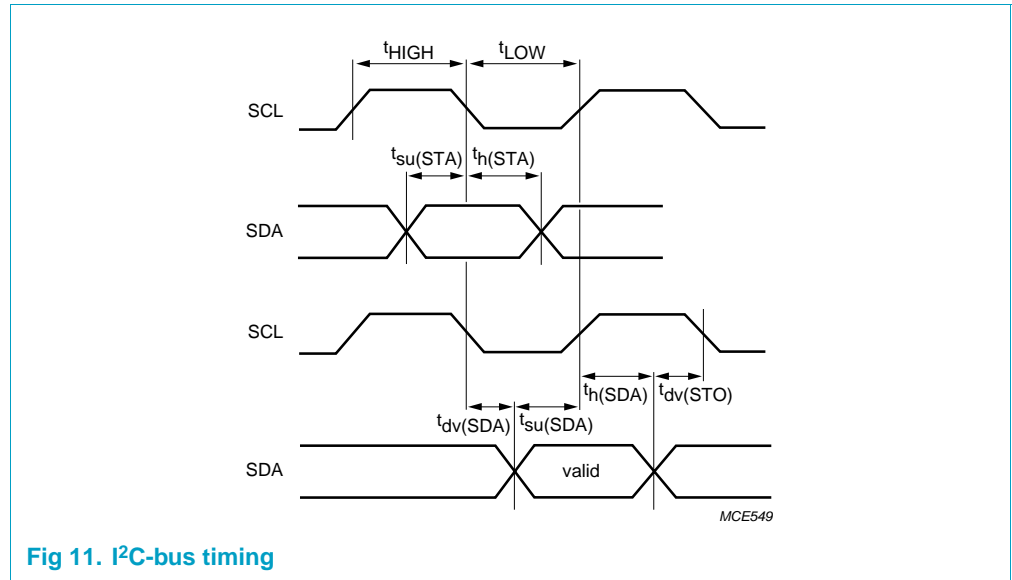 tHIGH tLOW
SCL
tsu(STA) th(STA)
SDA
SCL
th(SDA) tdv(STO)
tdv(SDA) tsu(SDA)
SDA valid
MCE549
Fig 11. I²C-bus timing